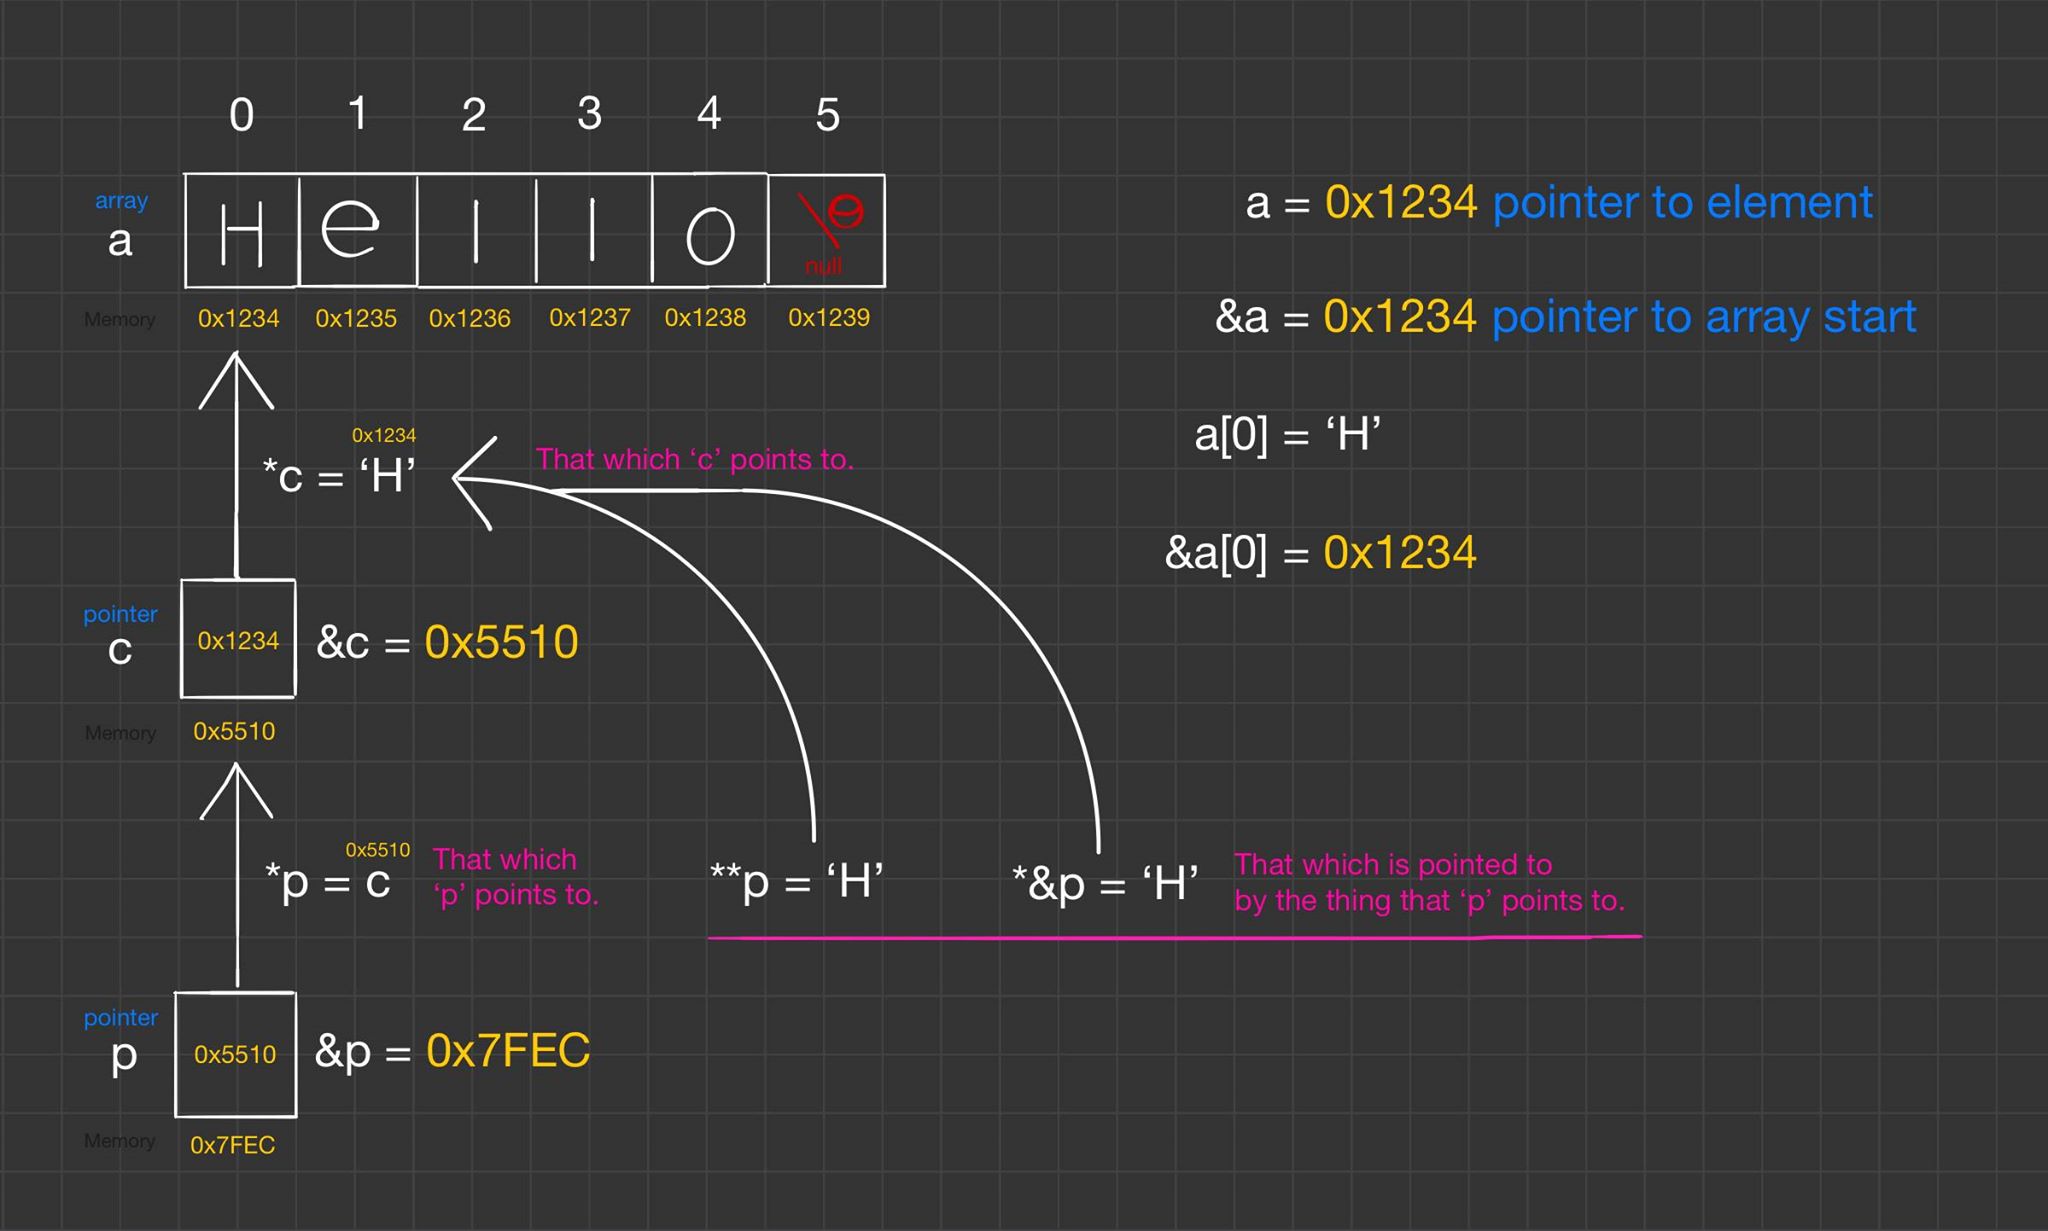 0 1 2 3 4 5
array
a
H e l l o \0
null
Memory 0x1234 0x1235 0x1236 0x1237 0x1238 0x1239
a = 0x1234 pointer to element
&a = 0x1234 pointer to array start
a[0] = ‘H’
&a[0] = 0x1234
0x1234
*c = ‘H’
That which ‘c’ points to.
pointer
c
0x1234
&c = 0x5510
Memory 0x5510
0x5510
*p = c
That which
‘p’ points to.
**p = ‘H’
*&p = ‘H’
That which is pointed to
by the thing that ‘p’ points to.
pointer
p
0x5510
&p = 0x7FEC
Memory 0x7FEC